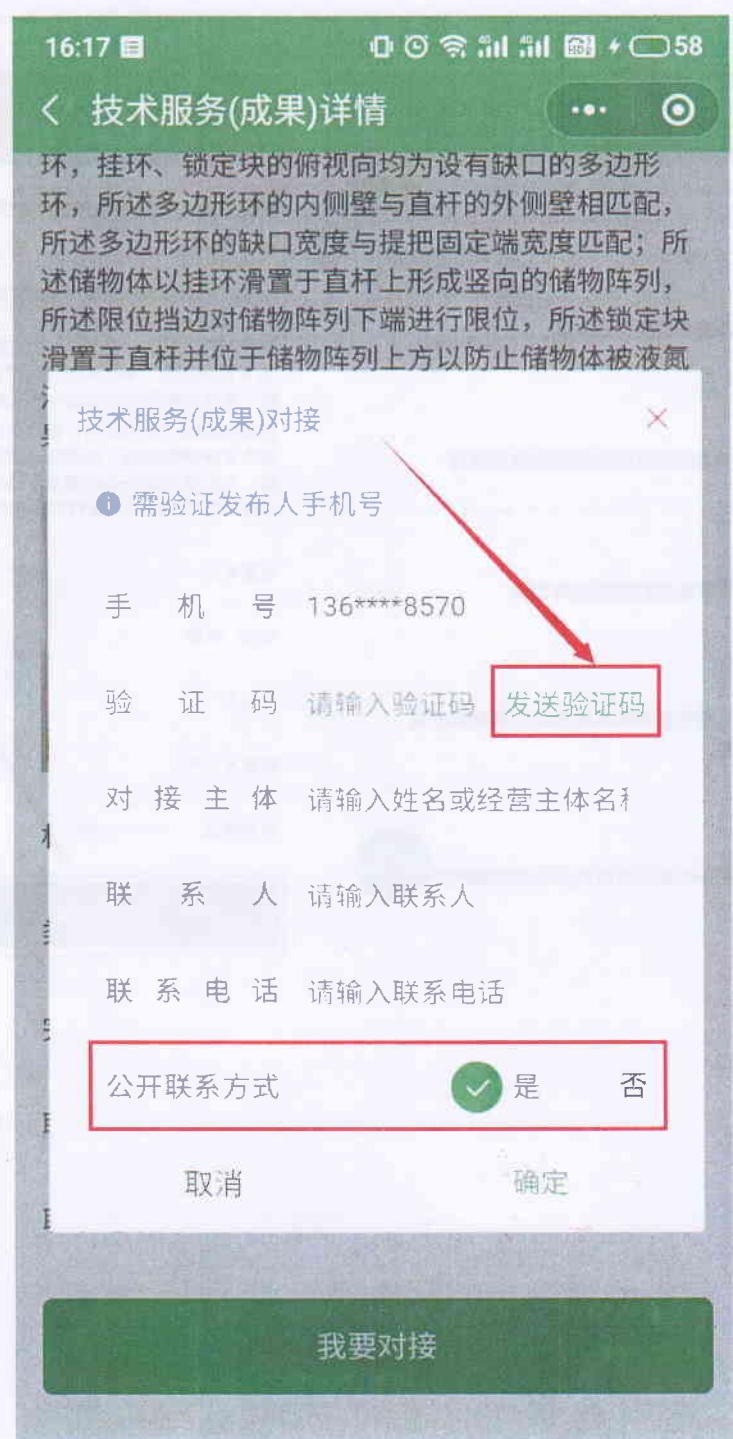 16:17 58
技术服务(成果)详情
环，挂环、锁定块的俯视向均为设有缺口的多边形
环，所述多边形环的内侧壁与直杆的外侧壁相匹配，
所述多边形环的缺口宽度与提把固定端宽度匹配；所
述储物体以挂环滑置于直杆上形成竖向的储物阵列，
所述限位挡边对储物阵列下端进行限位，所述锁定块
滑置于直杆并位于储物阵列上方以防止储物体被液氮
技术服务(成果)对接
需验证发布人手机号
手机号 136****8570
验证码 请输入验证码 发送验证码
对接主体 请输入姓名或经营主体名
联系人 请输入联系人
联系电话 请输入联系电话
公开联系方式 是 否
取消 确定
我要对接